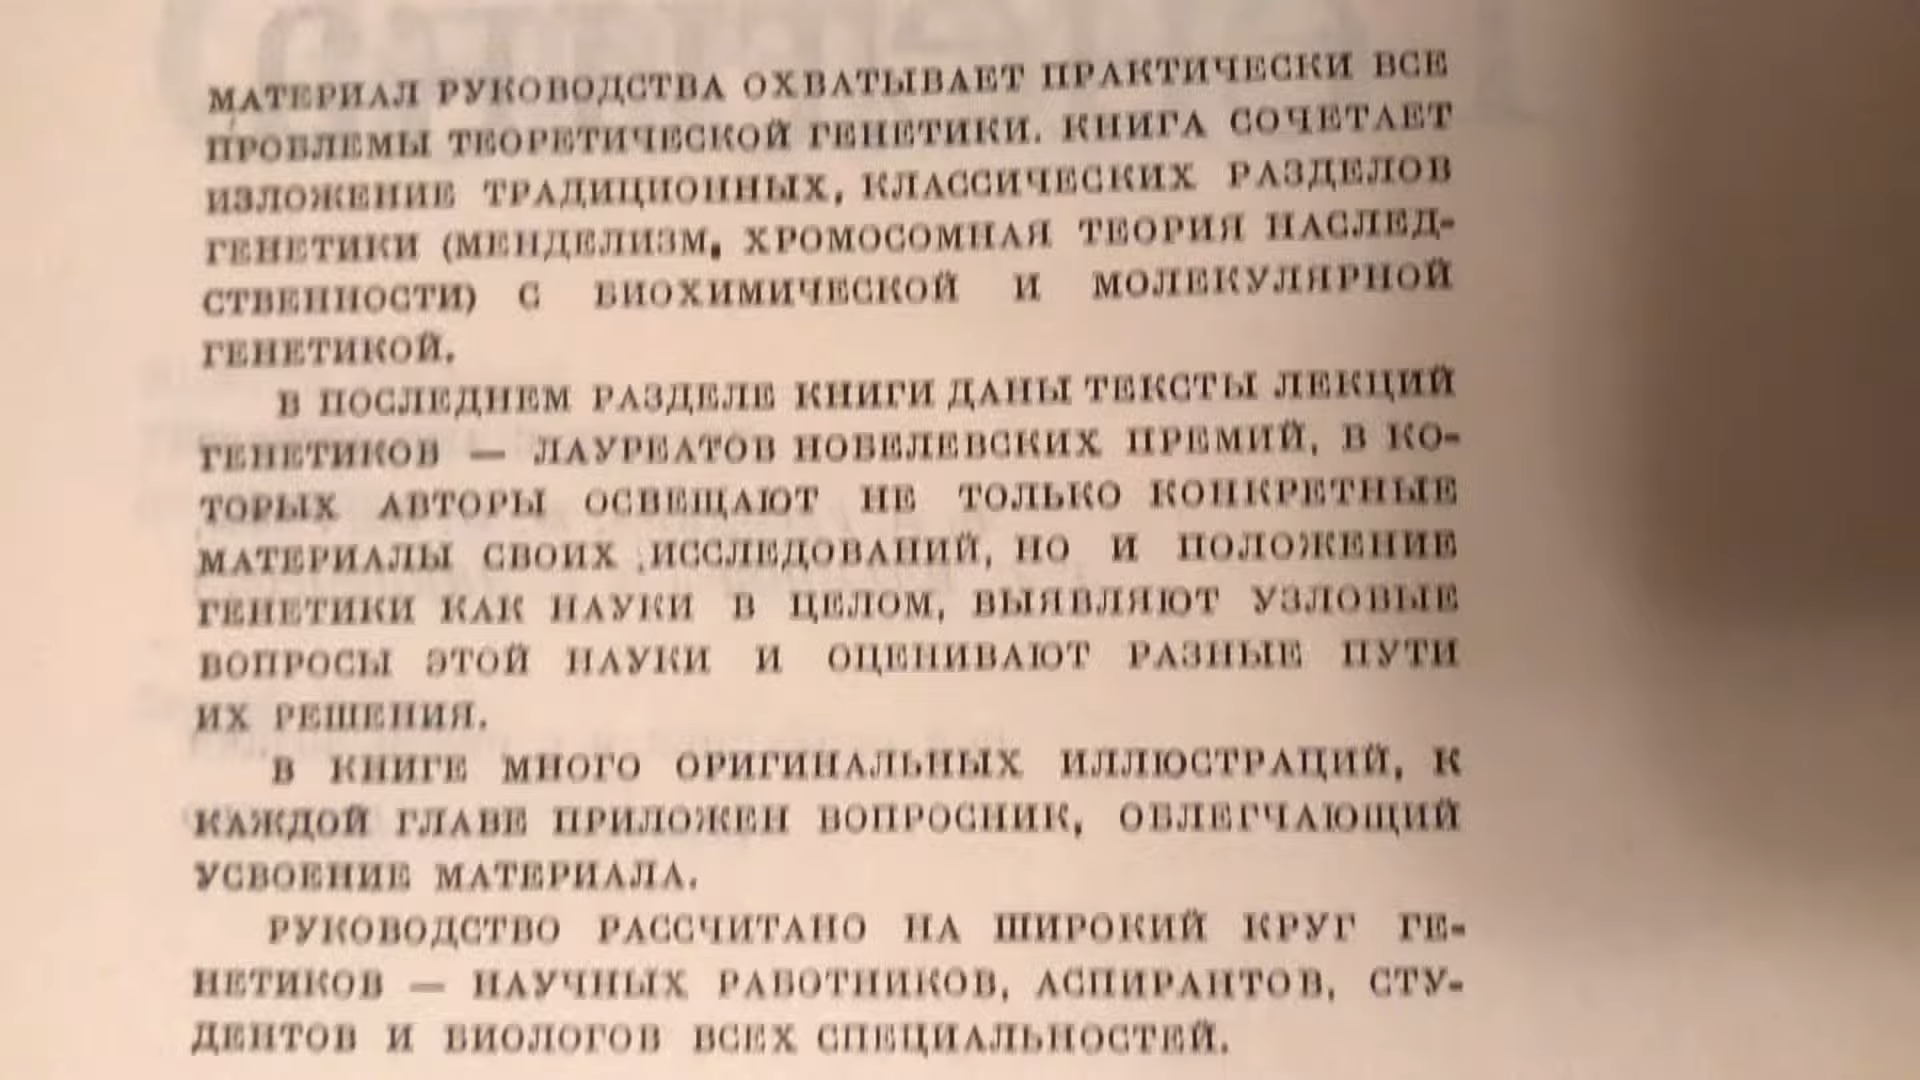 МАТЕРИАЛ РУКОВОДСТВА ОХВАТЫВАЕТ ПРАКТИЧЕСКИ ВСЕ
ПРОБЛЕМЫ ТЕОРЕТИЧЕСКОЙ ГЕНЕТИКИ. КНИГА СОЧЕТАЕТ
ИЗЛОЖЕНИЕ ТРАДИЦИОННЫХ, КЛАССИЧЕСКИХ РАЗДЕЛОВ
ГЕНЕТИКИ (МЕНДЕЛИЗМ, ХРОМОСОМНАЯ ТЕОРИЯ НАСЛЕД-
СТВЕННОСТИ) С БИОХИМИЧЕСКОЙ И МОЛЕКУЛЯРНОЙ
ГЕНЕТИКОЙ.
В ПОСЛЕДНЕМ РАЗДЕЛЕ КНИГИ ДАНЫ ТЕКСТЫ ЛЕКЦИЙ
ГЕНЕТИКОВ — ЛАУРЕАТОВ НОБЕЛЕВСКИХ ПРЕМИЙ, В КО-
ТОРЫХ АВТОРЫ ОСВЕЩАЮТ НЕ ТОЛЬКО КОНКРЕТНЫЕ
МАТЕРИАЛЫ СВОИХ ИССЛЕДОВАНИЙ, НО И ПОЛОЖЕНИЕ
ГЕНЕТИКИ КАК НАУКИ В ЦЕЛОМ, ВЫЯВЛЯЮТ УЗЛОВЫЕ
ВОПРОСЫ ЭТОЙ НАУКИ И ОЦЕНИВАЮТ РАЗНЫЕ ПУТИ
ИХ РЕШЕНИЯ.
В КНИГЕ МНОГО ОРИГИНАЛЬНЫХ ИЛЛЮСТРАЦИЙ, К
КАЖДОЙ ГЛАВЕ ПРИЛОЖЕН ВОПРОСНИК, ОБЛЕГЧАЮЩИЙ
УСВОЕНИЕ МАТЕРИАЛА.
РУКОВОДСТВО РАССЧИТАНО НА ШИРОКИЙ КРУГ ГЕ-
НЕТИКОВ — НАУЧНЫХ РАБОТНИКОВ, АСПИРАНТОВ, СТУ-
ДЕНТОВ И БИОЛОГОВ ВСЕХ СПЕЦИАЛЬНОСТЕЙ.